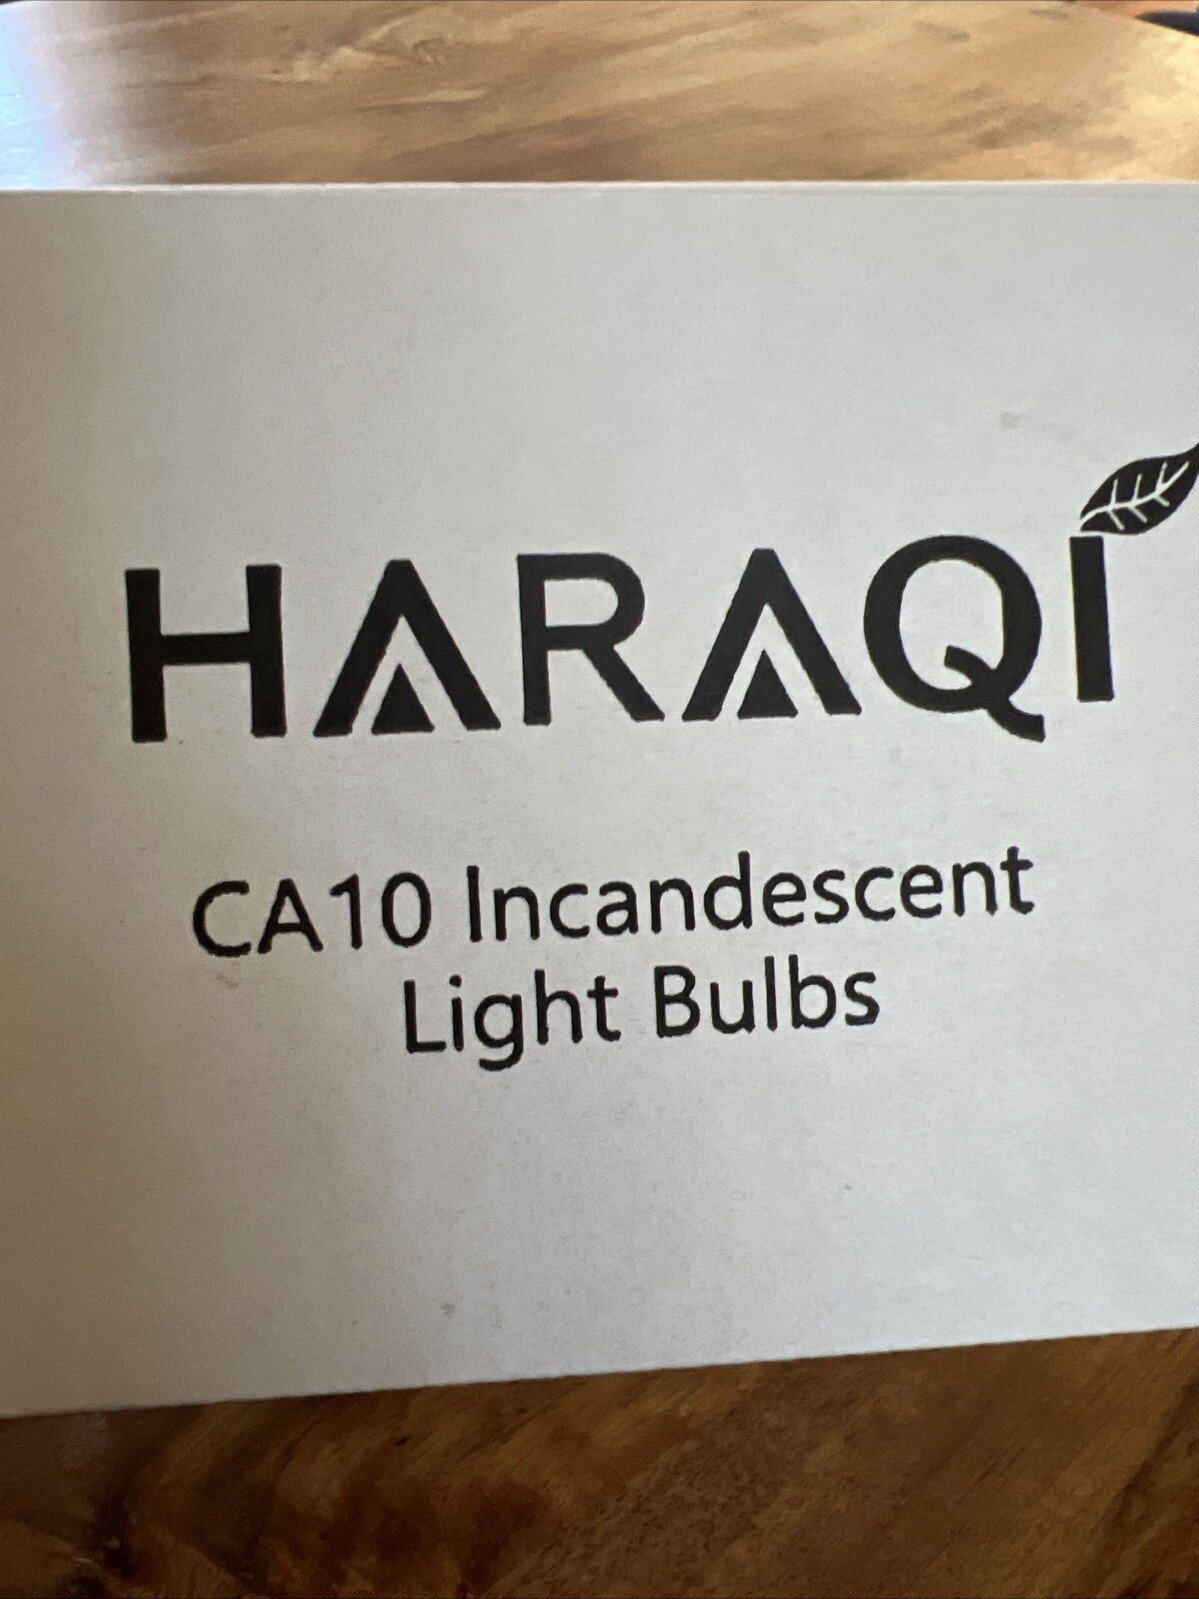 HARAQI
CA10 Incandescent
Light Bulbs